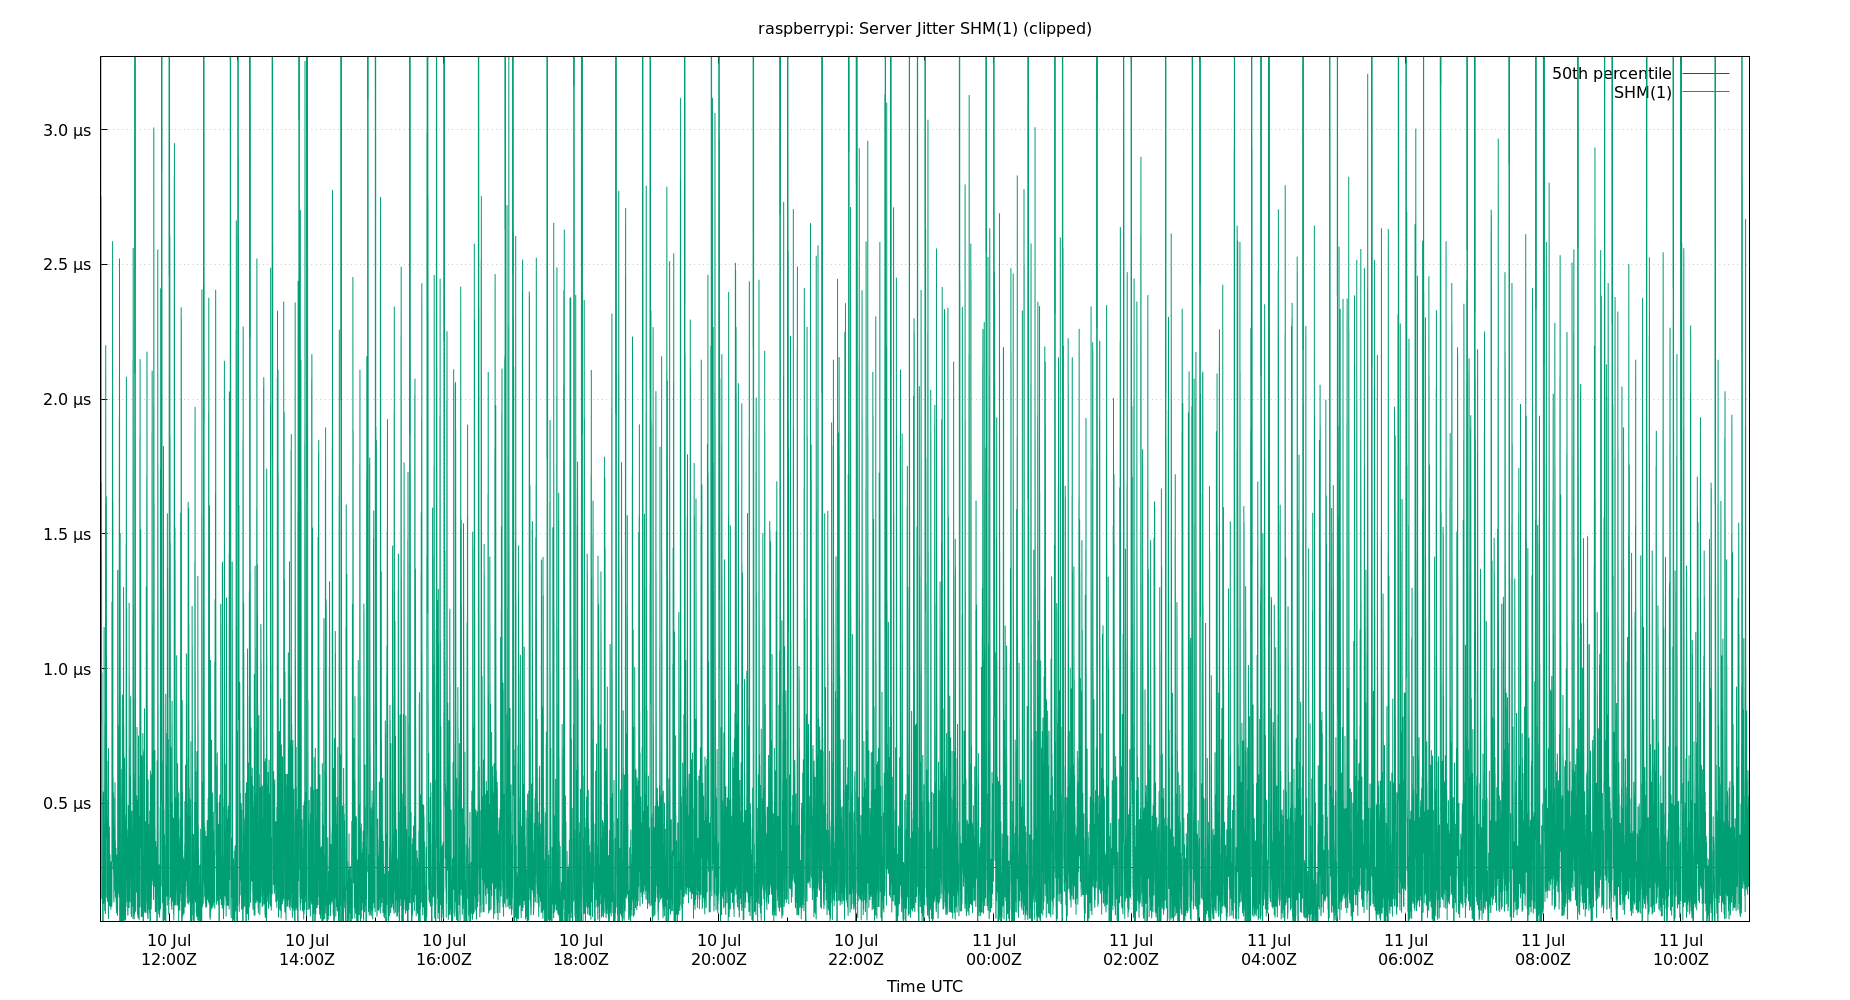 raspberrypi: Server Jitter SHM(1) (clipped)
50th percentile
SHM(1)
3.0 µs
2.5 µs
2.0 µs
1.5 µs
1.0 µs
0.5 µs
10 Jul 10 Jul 10 Jul 10 Jul 10 Jul 10 Jul 11 Jul 11 Jul 11 Jul 11 Jul 11 Jul 11 Jul
12:00Z 14:00Z 16:00Z 18:00Z 20:00Z 22:00Z 00:00Z 02:00Z 04:00Z 06:00Z 08:00Z 10:00Z
Time UTC